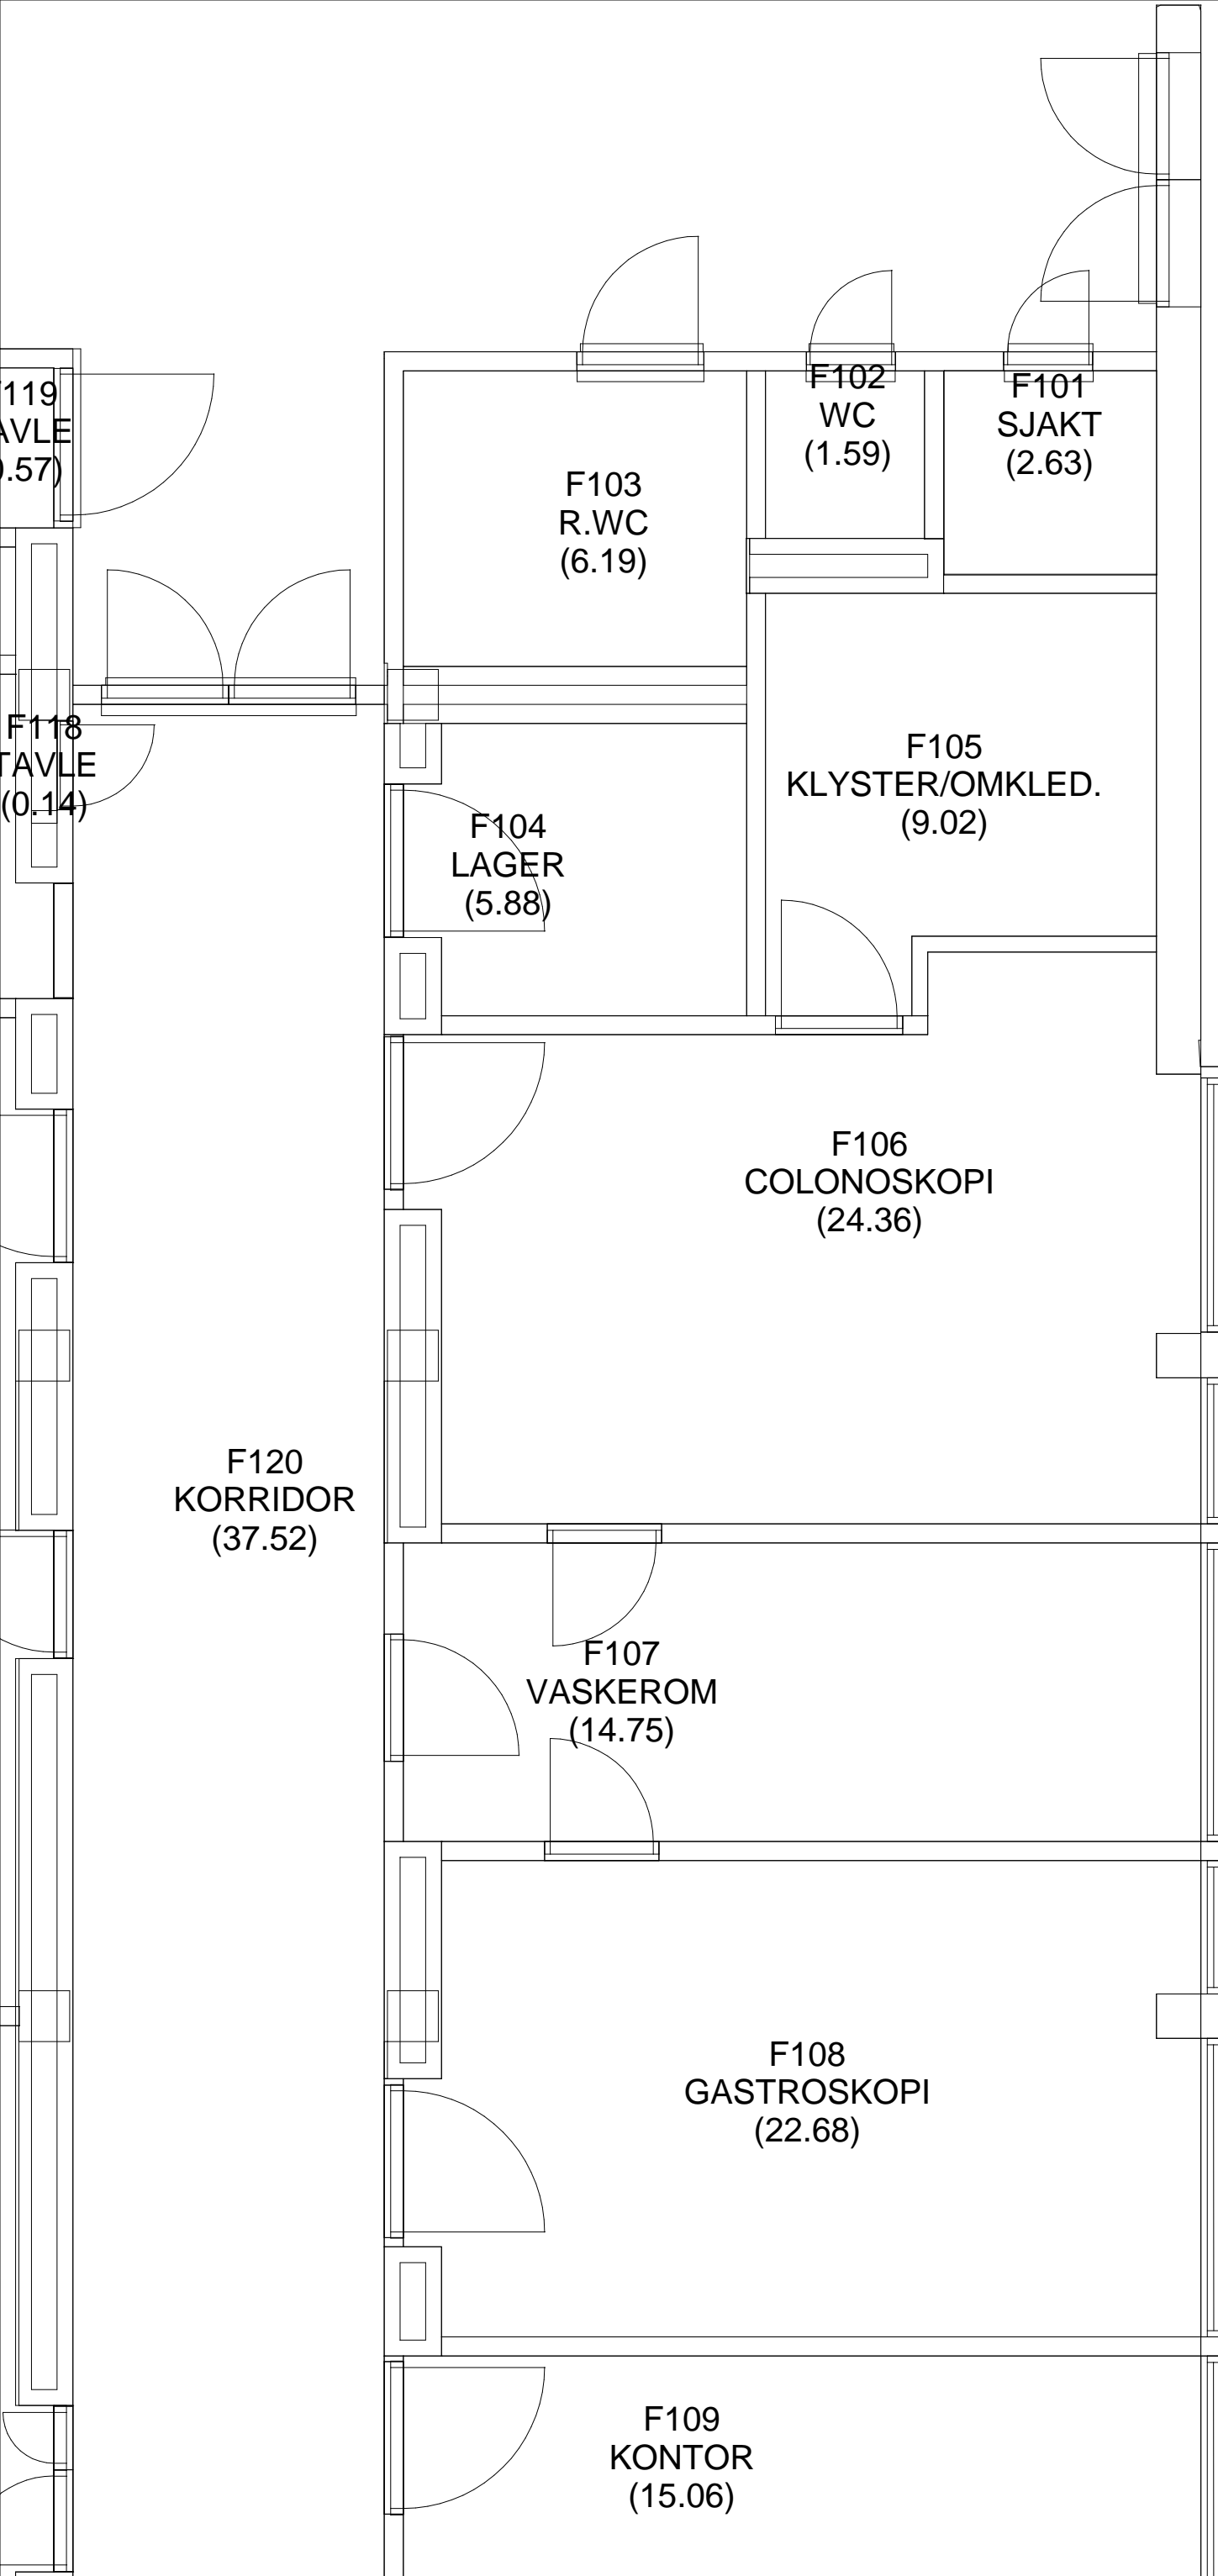 F119
F102
WC
(1.59)
F101
SJAKT
(2.63)
F103
R.WC
(6.19)
F118
TAVLE
(0.14)
F105
KLYSTER/OMKLED.
(9.02)
F104
LAGER
(5.88)
F106
COLONOSKOPI
(24.36)
F120
KORRIDOR
(37.52)
F107
VASKEROM
(14.75)
F108
GASTROSKOPI
(22.68)
F109
KONTOR
(15.06)